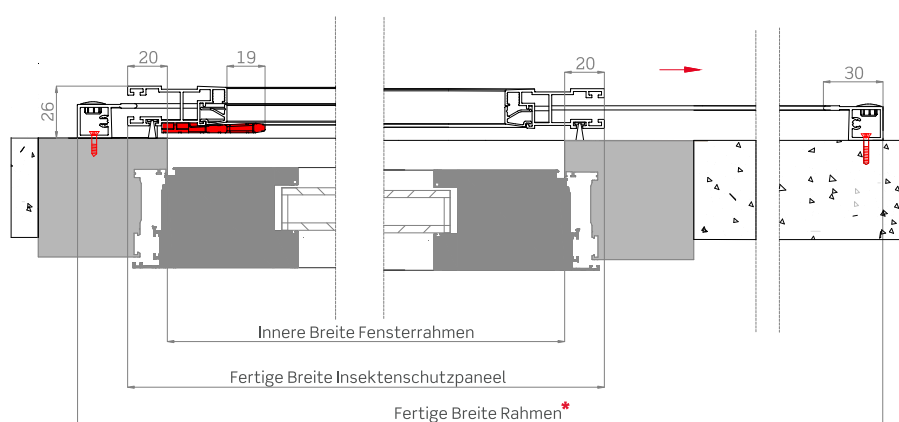 20
19
20
30
26
Innere Breite Fensterrahmen
Fertige Breite Insektenschutzpaneel
Fertige Breite Rahmen*